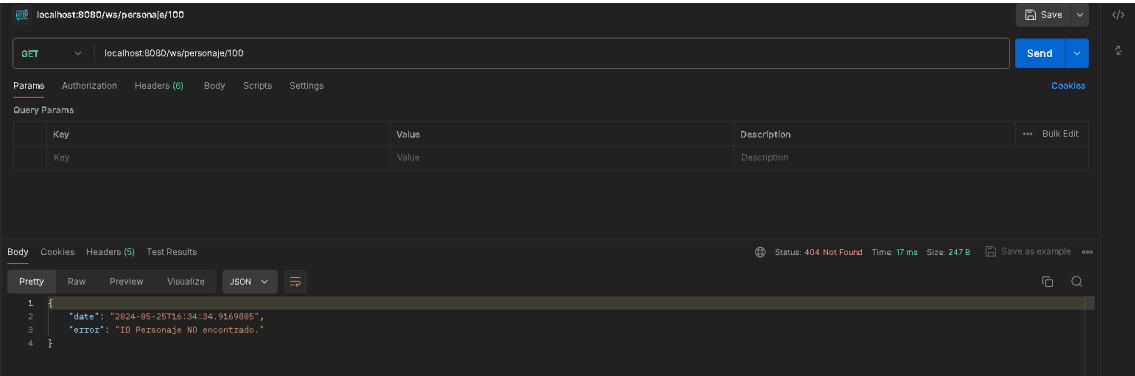 HTTP localhost:8080/ws/personaje/100 Save
GET localhost:8080/ws/personaje/100 Send
Params Authorization Headers (6) Body Scripts Settings Cookies
Query Params
Key Value Description Bulk Edit
Key Value Description
Body Cookies Headers (5) Test Results Status: 404 Not Found Time: 17 ms Size: 247 B Save as example
Pretty Raw Preview Visualize JSON
1 {
2 "date": "2024-05-25T16:34:34.9169805",
3 "error": "ID Personaje NO encontrado."
4 }